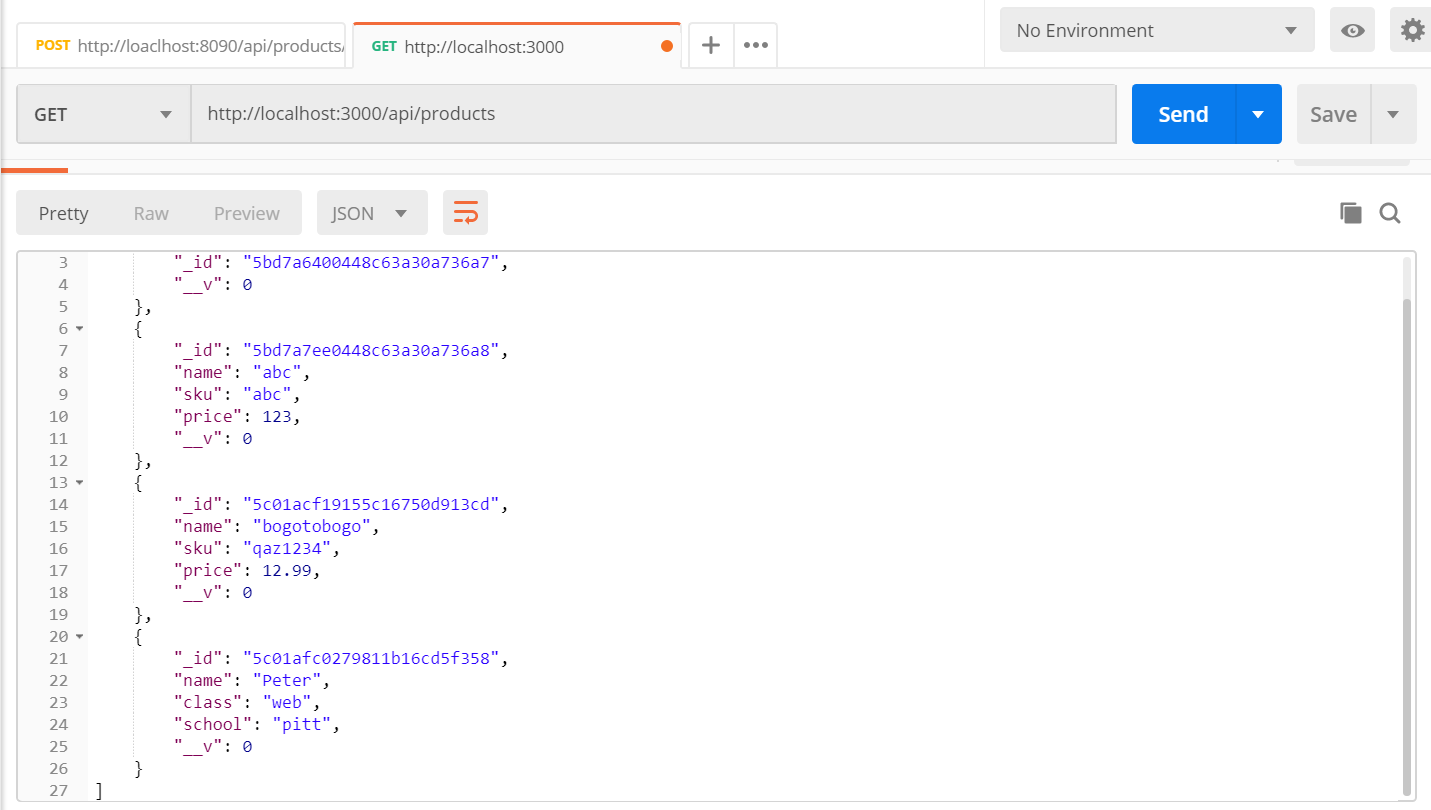 POST http://loaclhost:8090/api/products/
GET http://localhost:3000
No Environment
GET http://localhost:3000/api/products Send Save
Pretty Raw Preview JSON
3 "_id": "5bd7a6400448c63a30a736a7",
4 "__v": 0
5 },
6 {
7 "_id": "5bd7a7ee0448c63a30a736a8",
8 "name": "abc",
9 "sku": "abc",
10 "price": 123,
11 "__v": 0
12 },
13 {
14 "_id": "5c01acf19155c16750d913cd",
15 "name": "bogotobogo",
16 "sku": "qaz1234",
17 "price": 12.99,
18 "__v": 0
19 },
20 {
21 "_id": "5c01afc0279811b16cd5f358",
22 "name": "Peter",
23 "class": "web",
24 "school": "pitt",
25 "__v": 0
26 }
27 ]